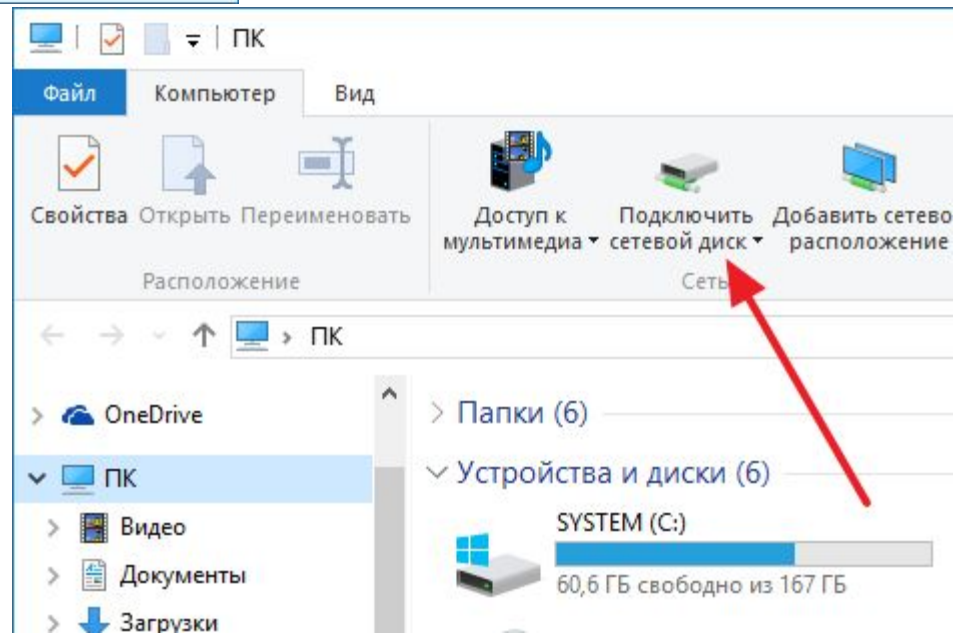 ПК
Файл Компьютер Вид
Свойства Открыть Переименовать
Доступ к мультимедиа
Подключить сетевой диск
Добавить сетево
расположение
Расположение
Сеть
ПК
OneDrive
ПК
Видео
Документы
Загрузки
Папки (6)
Устройства и диски (6)
SYSTEM (C:)
60,6 ГБ свободно из 167 ГБ